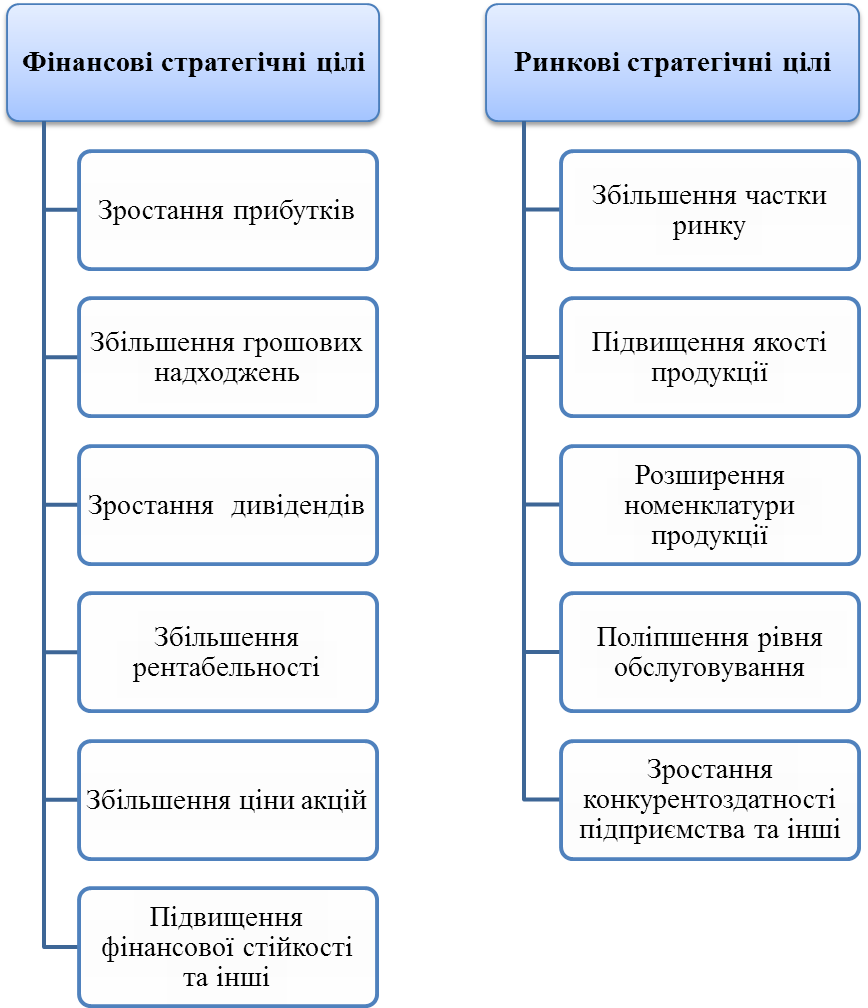 Фінансові стратегічні цілі
Зростання прибутків
Збільшення грошових
надходжень
Зростання дивідендів
Збільшення
рентабельності
Збільшення ціни акцій
Підвищення
фінансової стійкості
та інші
Ринкові стратегічні цілі
Збільшення частки
ринку
Підвищення якості
продукції
Розширення
номенклатури
продукції
Поліпшення рівня
обслуговування
Зростання
конкурентоздатності
підприємства та інші